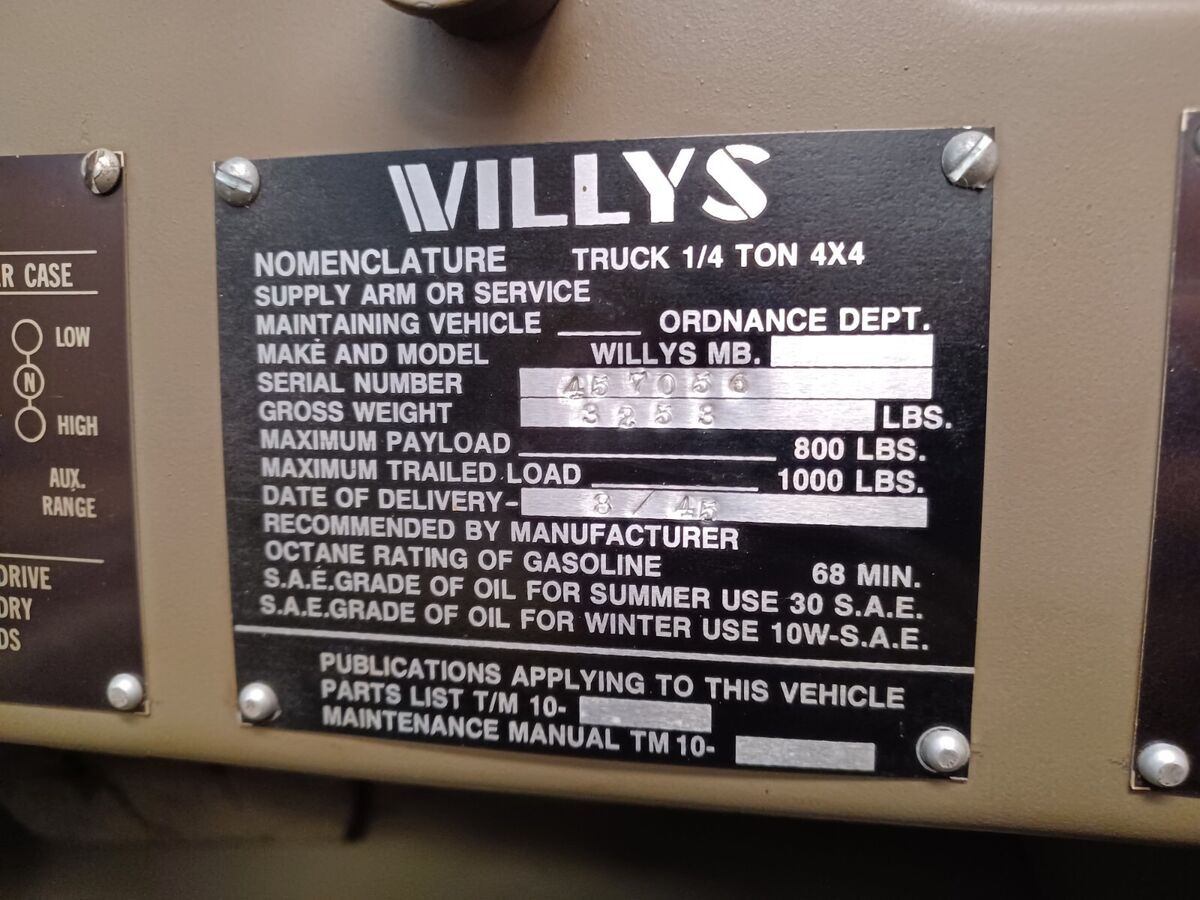 R CASE
LOW
N
HIGH
AUX.
RANGE
DRIVE
DRY
DS
WILLYS
NOMENCLATURE TRUCK 1/4 TON 4X4
SUPPLY ARM OR SERVICE
MAINTAINING VEHICLE ORDNANCE DEPT.
MAKE AND MODEL WILLYS MB.
SERIAL NUMBER 457056
GROSS WEIGHT 3253 LBS.
MAXIMUM PAYLOAD 800 LBS.
MAXIMUM TRAILED LOAD 1000 LBS.
DATE OF DELIVERY- 3/45
RECOMMENDED BY MANUFACTURER
OCTANE RATING OF GASOLINE 68 MIN.
S.A.E.GRADE OF OIL FOR SUMMER USE 30 S.A.E.
S.A.E.GRADE OF OIL FOR WINTER USE 10W-S.A.E.
PUBLICATIONS APPLYING TO THIS VEHICLE
PARTS LIST T/M 10-
MAINTENANCE MANUAL TM 10-